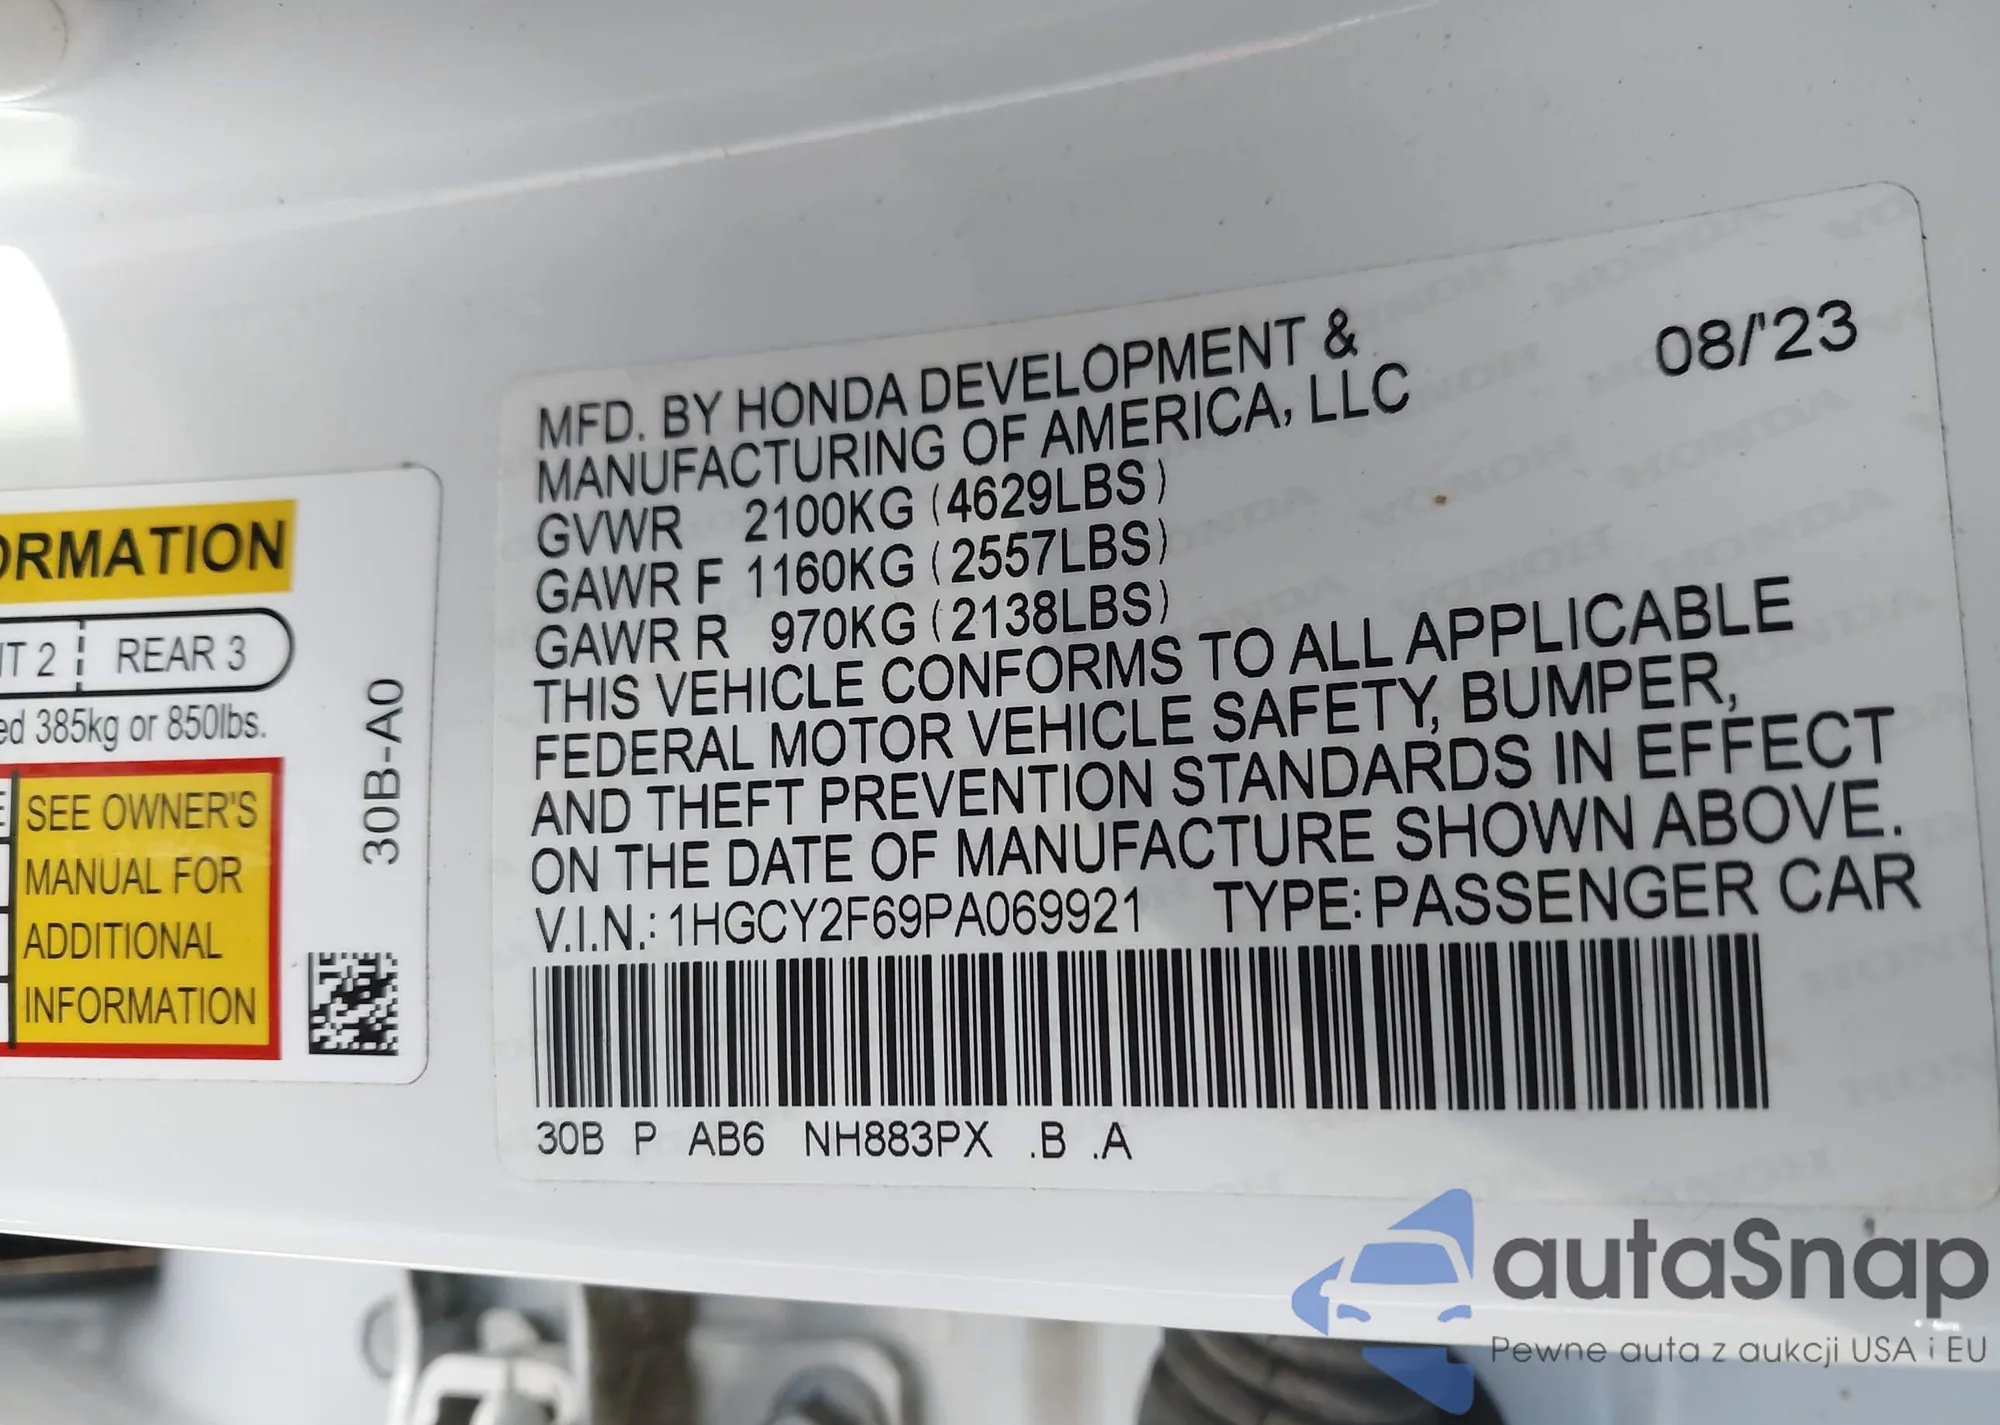 ORMATION
IT 2 REAR 3
ed 385kg or 850lbs.
SEE OWNER'S
MANUAL FOR
ADDITIONAL
INFORMATION
30B-A0
MFD. BY HONDA DEVELOPMENT &
MANUFACTURING OF AMERICA, LLC
08/'23
GVWR 2100KG (4629LBS)
GAWR F 1160KG (2557LBS)
GAWR R 970KG (2138LBS)
THIS VEHICLE CONFORMS TO ALL APPLICABLE
FEDERAL MOTOR VEHICLE SAFETY, BUMPER,
AND THEFT PREVENTION STANDARDS IN EFFECT
ON THE DATE OF MANUFACTURE SHOWN ABOVE.
V.I.N.: 1HGCY2F69PA069921 TYPE: PASSENGER CAR
30B P AB6 NH883PX .B .A
autaSnap
Pewne auta z aukcji USA i EU